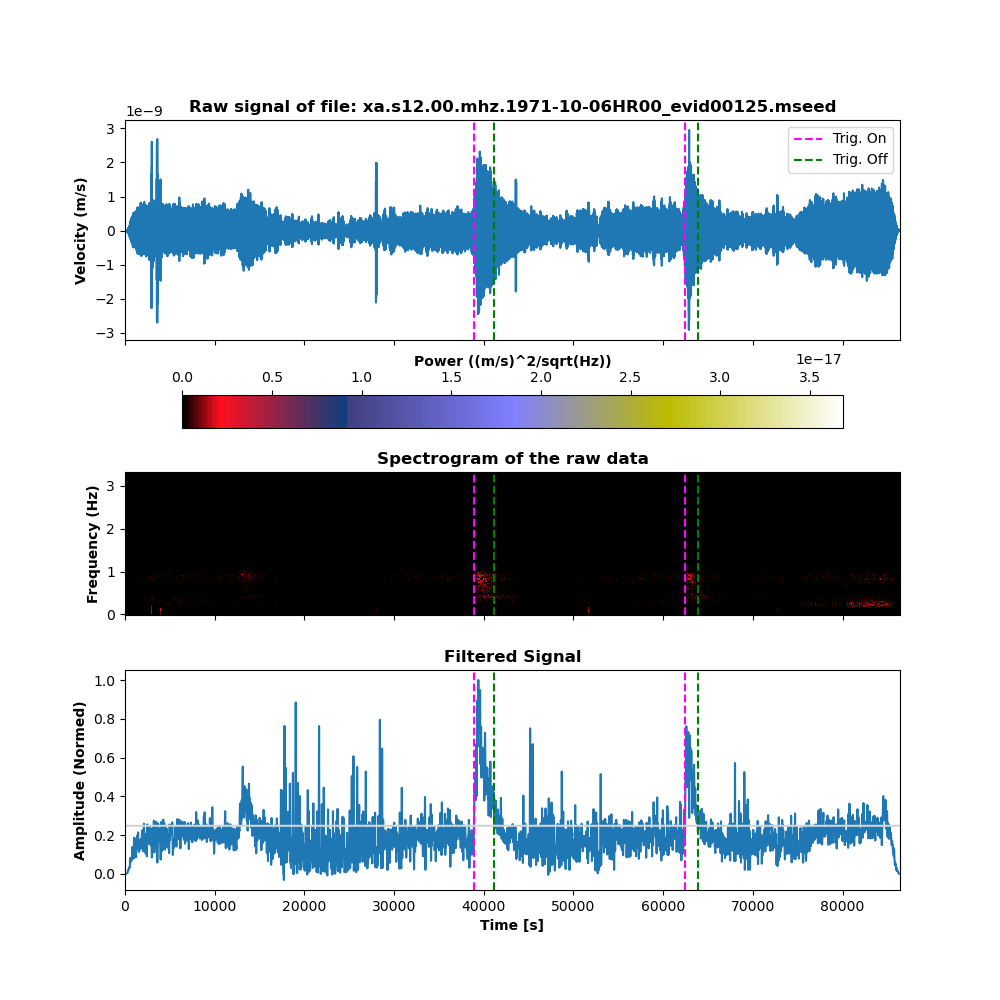 Raw signal of file: xa.s12.00.mhz.1971-10-06HR00_evid00125.mseed
1e−9
3
2
1
0
−1
−2
−3
Velocity (m/s)
Trig. On
Trig. Off
Power ((m/s)^2/sqrt(Hz))
1e−17
0.0 0.5 1.0 1.5 2.0 2.5 3.0 3.5
Spectrogram of the raw data
3
2
1
0
Frequency (Hz)
Filtered Signal
1.0
0.8
0.6
0.4
0.2
0.0
Amplitude (Normed)
0 10000 20000 30000 40000 50000 60000 70000 80000
Time [s]